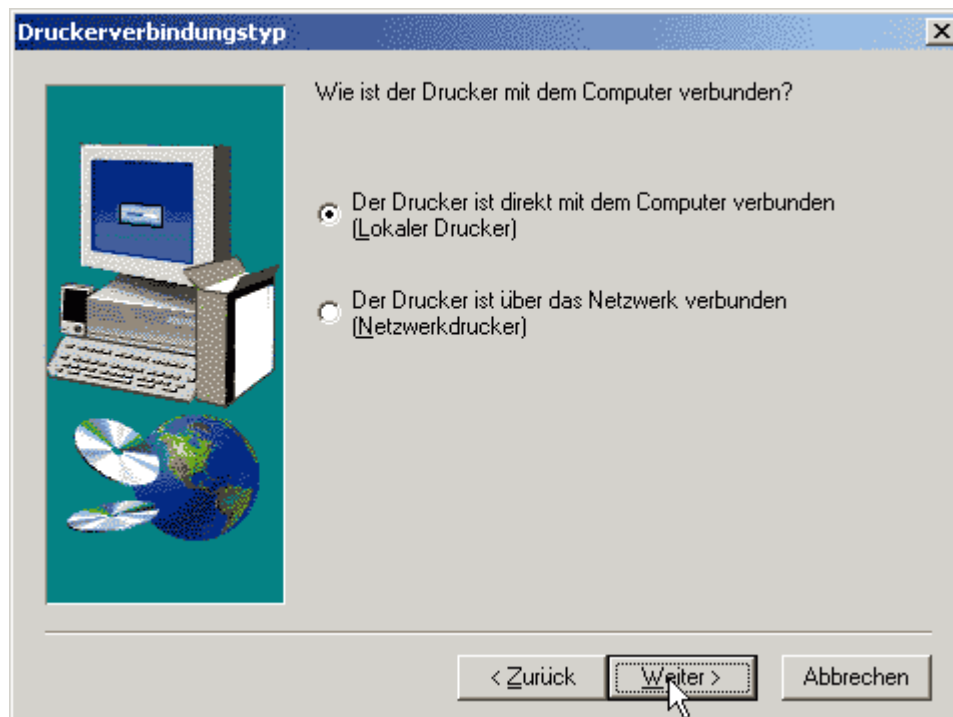 Druckerverbindungstyp
Wie ist der Drucker mit dem Computer verbunden?
Der Drucker ist direkt mit dem Computer verbunden
(Lokaler Drucker)
Der Drucker ist über das Netzwerk verbunden
(Netzwerkdrucker)
< Zurück
Weiter >
Abbrechen